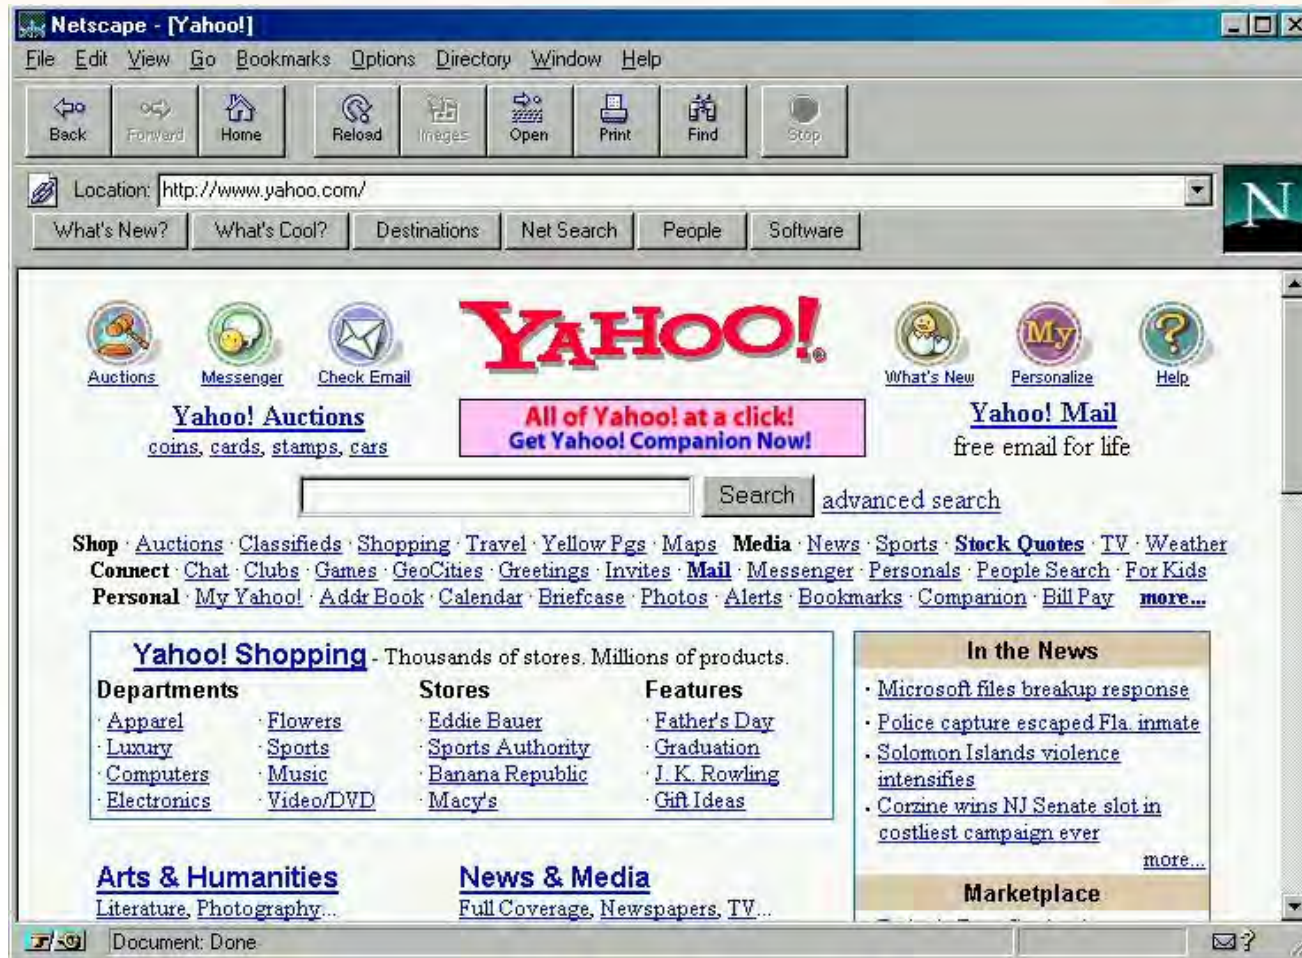 Netscape - [Yahoo!]
File Edit View Go Bookmarks Options Directory Window Help
Back Forward Home Reload Images Open Print Find Stop
Location: http://www.yahoo.com/
N
What's New? What's Cool? Destinations Net Search People Software
YAHOO!
My ?
Auctions Messenger Check Email What's New Personalize Help
Yahoo! Auctions
coins, cards, stamps, cars
All of Yahoo! at a click!
Get Yahoo! Companion Now!
Yahoo! Mail
free email for life
Search advanced search
Shop · Auctions · Classifieds · Shopping · Travel · Yellow Pgs · Maps Media · News · Sports · Stock Quotes · TV · Weather
Connect · Chat · Clubs · Games · GeoCities · Greetings · Invites · Mail · Messenger · Personals · People Search · For Kids
Personal · My Yahoo! · Addr Book · Calendar · Briefcase · Photos · Alerts · Bookmarks · Companion · Bill Pay more...
Yahoo! Shopping - Thousands of stores. Millions of products.
Departments Stores Features
· Apparel · Flowers · Eddie Bauer · Father's Day
· Luxury · Sports · Sports Authority · Graduation
· Computers · Music · Banana Republic · J. K. Rowling
· Electronics · Video/DVD · Macy's · Gift Ideas
In the News
· Microsoft files breakup response
· Police capture escaped Fla. inmate
· Solomon Islands violence
intensifies
· Corzine wins NJ Senate slot in
costliest campaign ever
more...
Marketplace
Arts & Humanities
Literature, Photography...
News & Media
Full Coverage, Newspapers, TV...
Document: Done
?